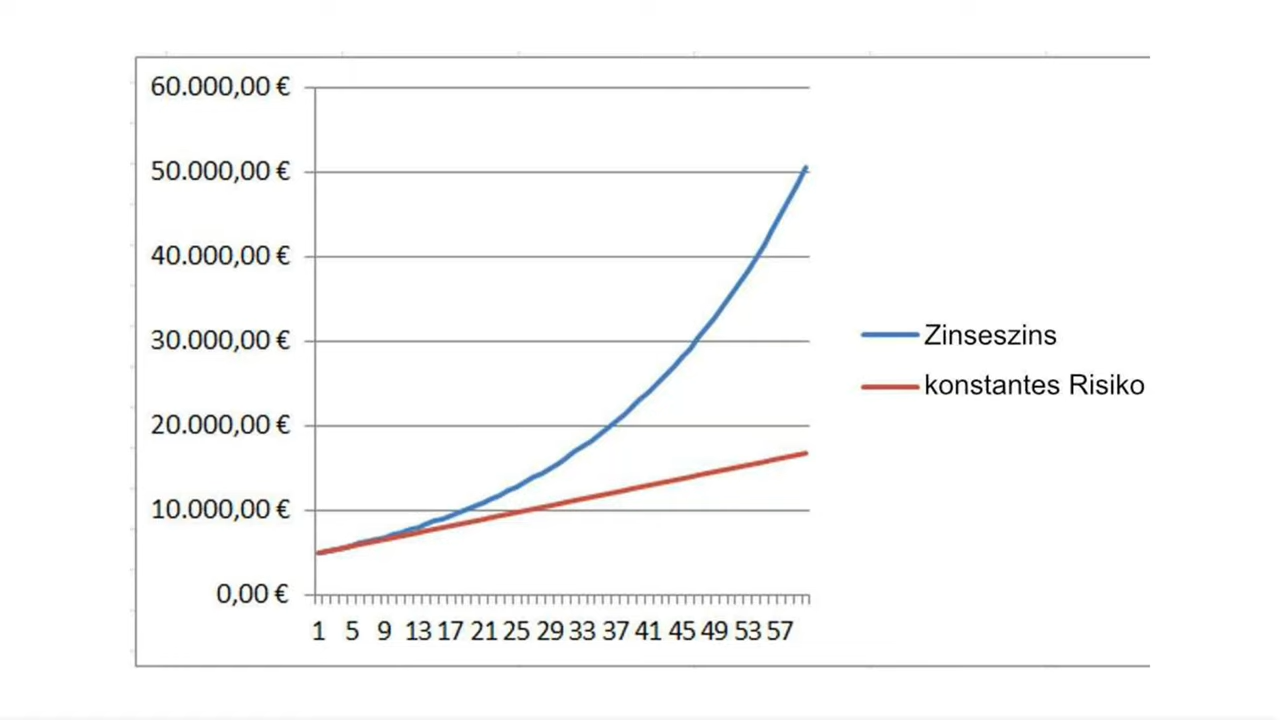 60.000,00 €
50.000,00 €
40.000,00 €
30.000,00 €
20.000,00 €
10.000,00 €
0,00 €
1 5 9 13 17 21 25 29 33 37 41 45 49 53 57
Zinseszins
konstantes Risiko